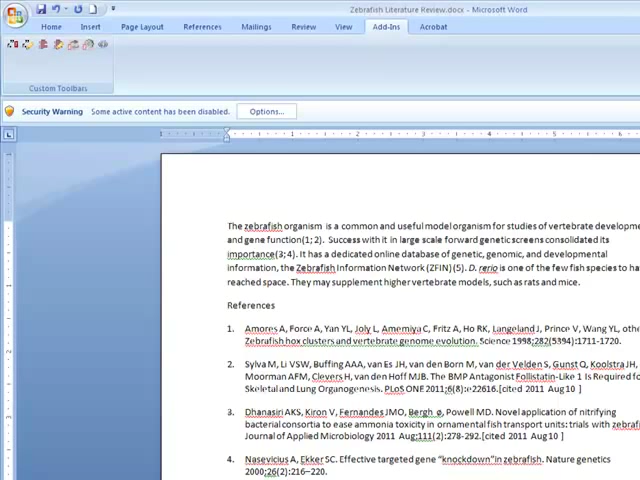 Zebrafish Literature Review.docx - Microsoft Word
Home Insert Page Layout References Mailings Review View Add-Ins Acrobat
Custom Toolbars
Security Warning Some active content has been disabled. Options...
1 2 3 4 5 6
The zebrafish organism is a common and useful model organism for studies of vertebrate developme
and gene function(1; 2). Success with it in large scale forward genetic screens consolidated its
importance(3; 4). It has a dedicated online database of genetic, genomic, and developmental
information, the Zebrafish Information Network (ZFIN)(5). D. rerio is one of the few fish species to ha
reached space. They may supplement higher vertebrate models, such as rats and mice.
References
1. Amores A, Force A, Yan YL, Joly L, Amemiya C, Fritz A, Ho RK, Langeland J, Prince V, Wang YL, othe
Zebrafish hox clusters and vertebrate genome evolution. Science 1998;282(5394):1711-1720.
2. Sylva M, Li VSW, Buffing AAA, van Es JH, van den Born M, van der Velden S, Gunst Q, Koolstra JH,
Moorman AFM, Clevers H, van den Hoff MJB. The BMP Antagonist Follistatin-Like 1 Is Required fo
Skeletal and Lung Organogenesis. PLoS ONE 2011;6(8):e22616.[cited 2011 Aug 10 ]
3. Dhanasiri AKS, Kiron V, Fernandes JMO, Bergh Ø, Powell MD. Novel application of nitrifying
bacterial consortia to ease ammonia toxicity in ornamental fish transport units: trials with zebraf
Journal of Applied Microbiology 2011 Aug;111(2):278-292.[cited 2011 Aug 10 ]
4. Nasevicius A, Ekker SC. Effective targeted gene “knockdown”in zebrafish. Nature genetics
2000;26(2):216–220.